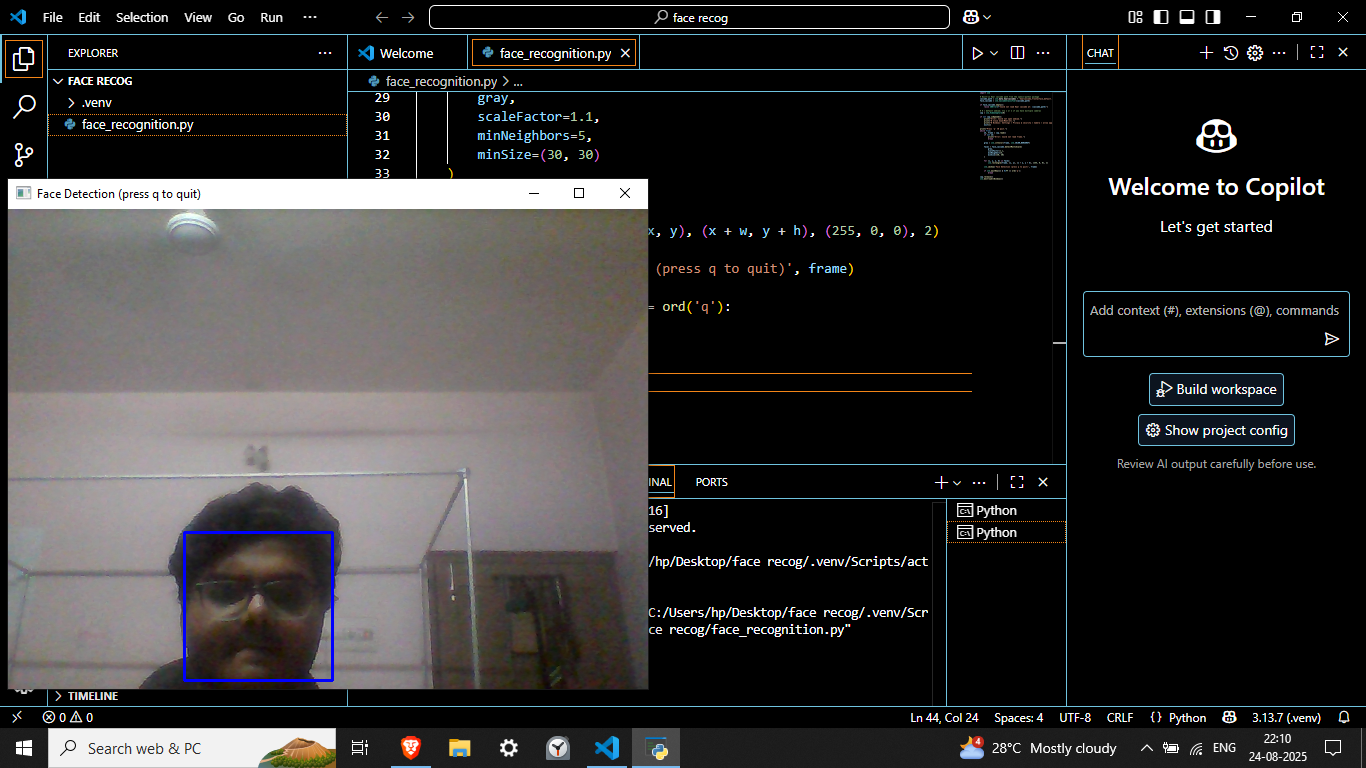 File Edit Selection View Go Run ···
face recog
EXPLORER ···
FACE RECOG
.venv
face_recognition.py
TIMELINE
Welcome
face_recognition.py
face_recognition.py > ...
29 gray,
30 scaleFactor=1.1,
31 minNeighbors=5,
32 minSize=(30, 30)
33 )
x, y), (x + w, y + h), (255, 0, 0), 2)
(press q to quit)', frame)
= ord('q'):
Face Detection (press q to quit)
INAL PORTS
16]
served.
/hp/Desktop/face recog/.venv/Scripts/act
C:/Users/hp/Desktop/face recog/.venv/Scr
ce recog/face_recognition.py"
Python
Python
CHAT
Welcome to Copilot
Let's get started
Add context (#), extensions (@), commands
Build workspace
Show project config
Review AI output carefully before use.
0 0
Ln 44, Col 24 Spaces: 4 UTF-8 CRLF {} Python 3.13.7 (.venv)
Search web & PC
4 28°C Mostly cloudy ENG
22:10
24-08-2025